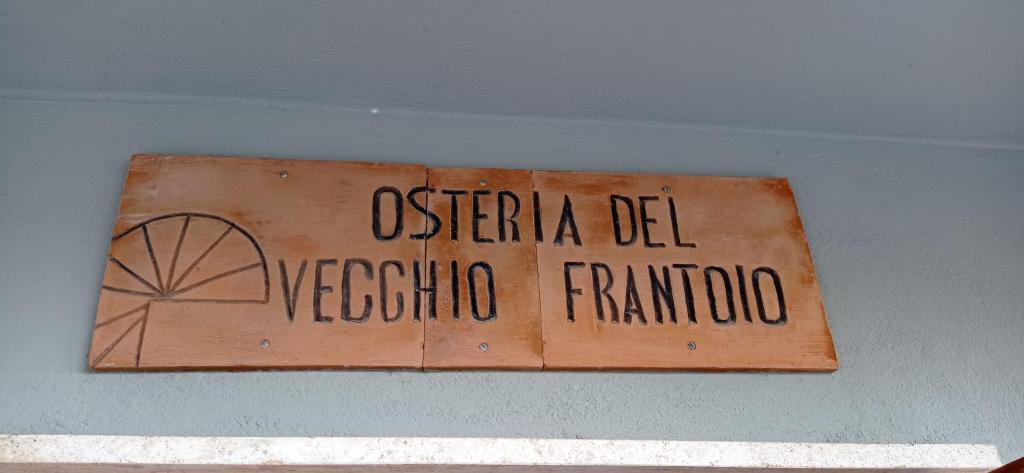 OSTERIA DEL
VECCHIO FRANTOIO